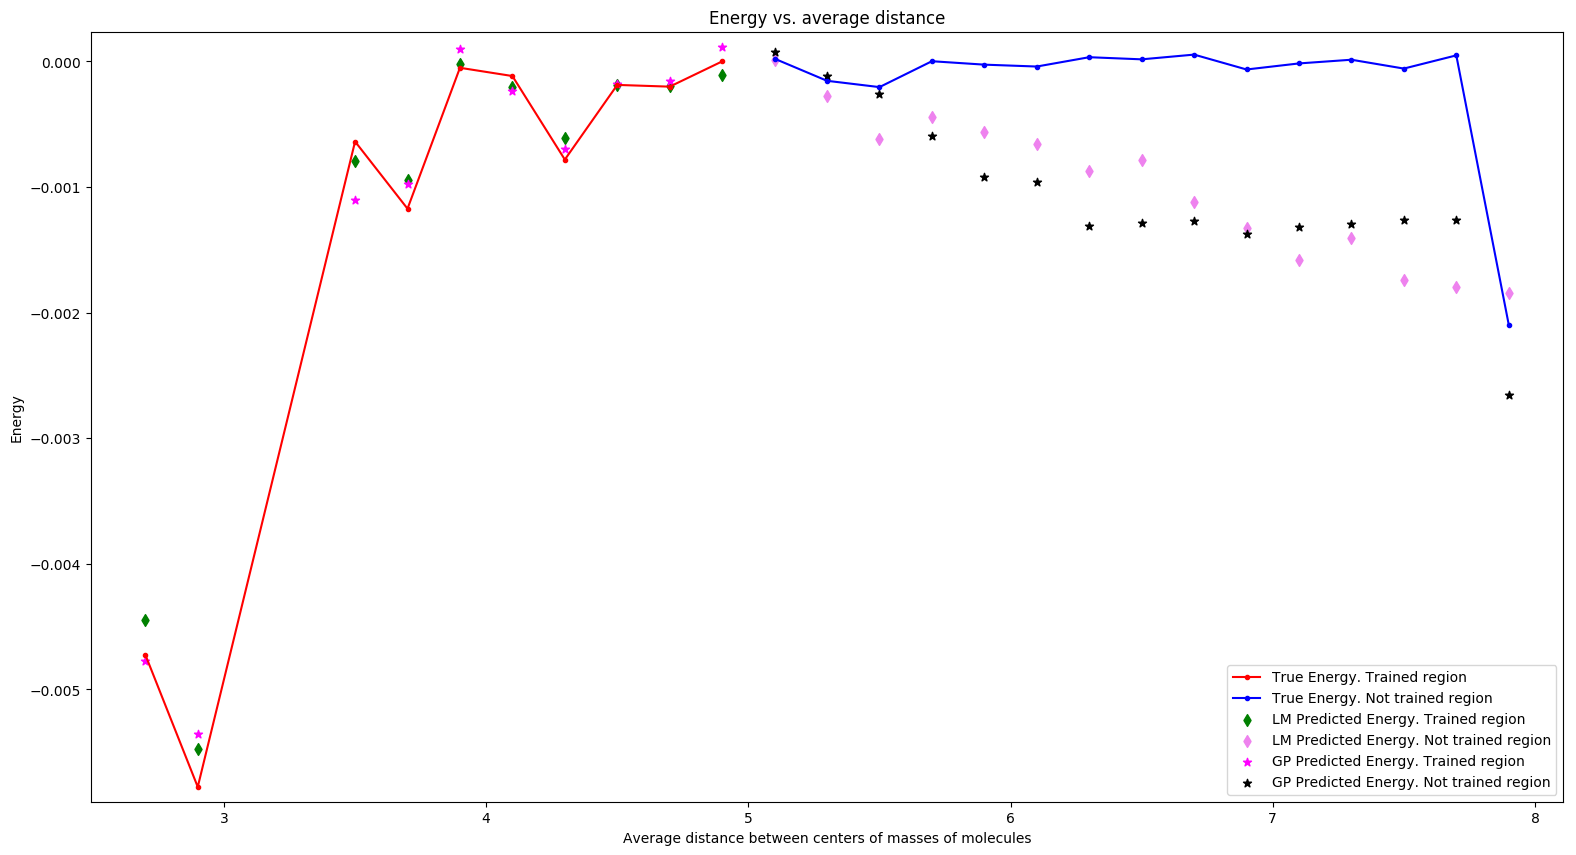 Energy vs. average distance
0.000
−0.001
−0.002
−0.003
−0.004
−0.005
Energy
3 4 5 6 7 8
Average distance between centers of masses of molecules
True Energy. Trained region
True Energy. Not trained region
LM Predicted Energy. Trained region
LM Predicted Energy. Not trained region
GP Predicted Energy. Trained region
GP Predicted Energy. Not trained region